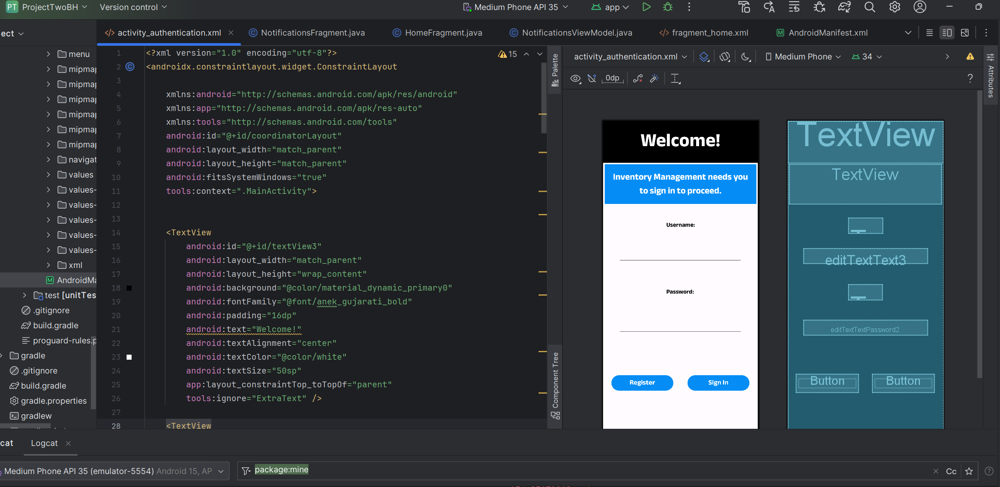 PT ProjectTwoBH Version control Medium Phone API 35 app
ect
activity_authentication.xml NotificationsFragment.java HomeFragment.java NotificationsViewModel.java fragment_home.xml AndroidManifest.xml
menu
mipmap
mipmap
mipmap
mipmap
mipmap
mipmap
navigat
values
values-
values-
values-
values-
values-
xml
AndroidMa
test [unitTes
.gitignore
build.gradle
proguard-rules.p
gradle
.gitignore
build.gradle
gradle.properties
gradlew
15
1 <?xml version="1.0" encoding="utf-8"?>
2 <androidx.constraintlayout.widget.ConstraintLayout
3
4 xmlns:android="http://schemas.android.com/apk/res/android"
5 xmlns:app="http://schemas.android.com/apk/res-auto"
6 xmlns:tools="http://schemas.android.com/tools"
7 android:id="@+id/coordinatorLayout"
8 android:layout_width="match_parent"
9 android:layout_height="match_parent"
10 android:fitsSystemWindows="true"
11 tools:context=".MainActivity">
12
13
14 <TextView
15 android:id="@+id/textView3"
16 android:layout_width="match_parent"
17 android:layout_height="wrap_content"
18 android:background="@color/material_dynamic_primary0"
19 android:fontFamily="@font/anek_gujarati_bold"
20 android:padding="16dp"
21 android:text="Welcome!"
22 android:textAlignment="center"
23 android:textColor="@color/white"
24 android:textSize="50sp"
25 app:layout_constraintTop_toTopOf="parent"
26 tools:ignore="ExtraText" />
27
28 <TextView
Palette
Component Tree
activity_authentication.xml Medium Phone 34
0dp ?
Attributes
Welcome!
Inventory Management needs you
to sign in to proceed.
Username:
Password:
Register Sign In
TextView
TextView
editTextText3
editTextTextPassword2
Button Button
cat Logcat
Medium Phone API 35 (emulator-5554) Android 15, AP package:mine Cc ?